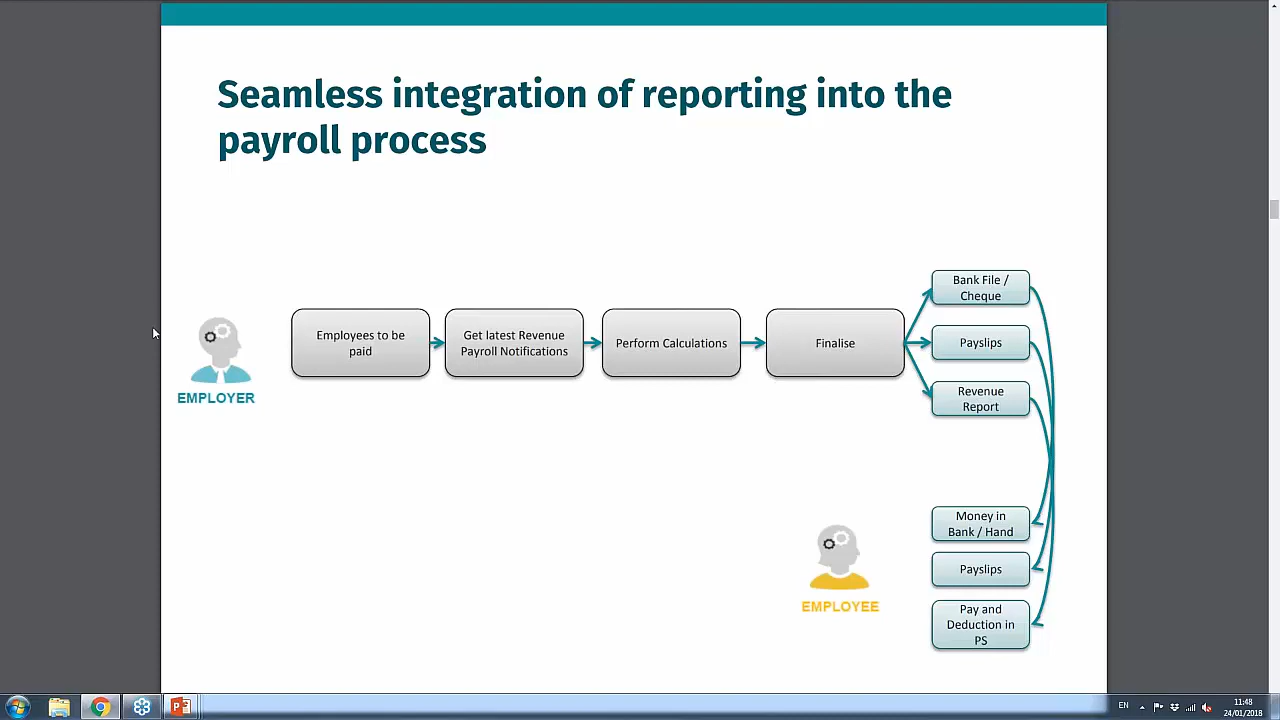 Seamless integration of reporting into the
payroll process
EMPLOYER
Employees to be
paid
Get latest Revenue
Payroll Notifications
Perform Calculations
Finalise
Bank File /
Cheque
Payslips
Revenue
Report
EMPLOYEE
Money in
Bank / Hand
Payslips
Pay and
Deduction in
PS
EN
11:48
24/01/2018